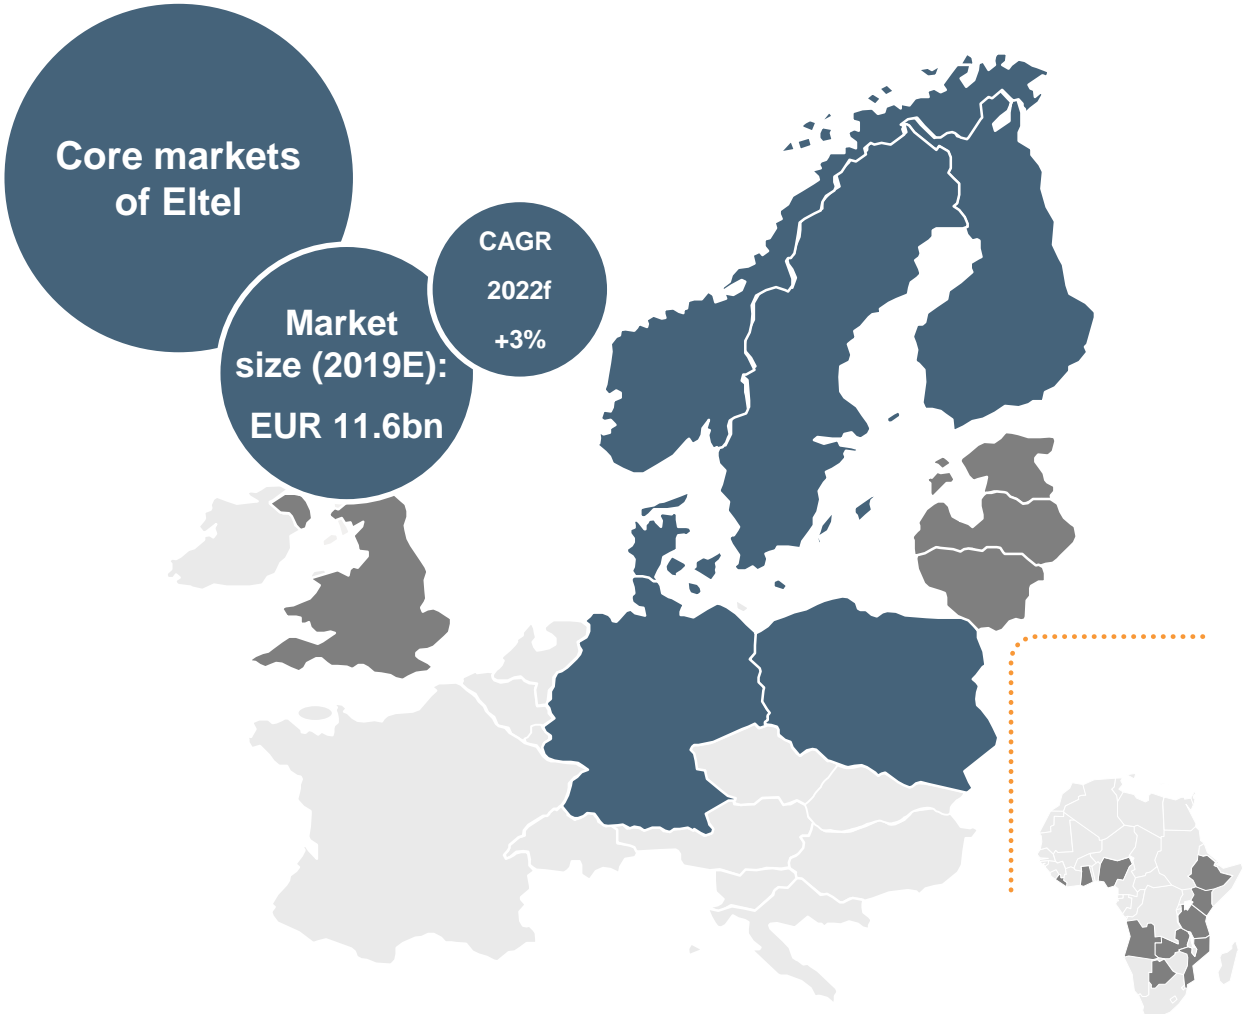 Core markets
of Eltel
CAGR
2022f
+3%
Market
size (2019E):
EUR 11.6bn